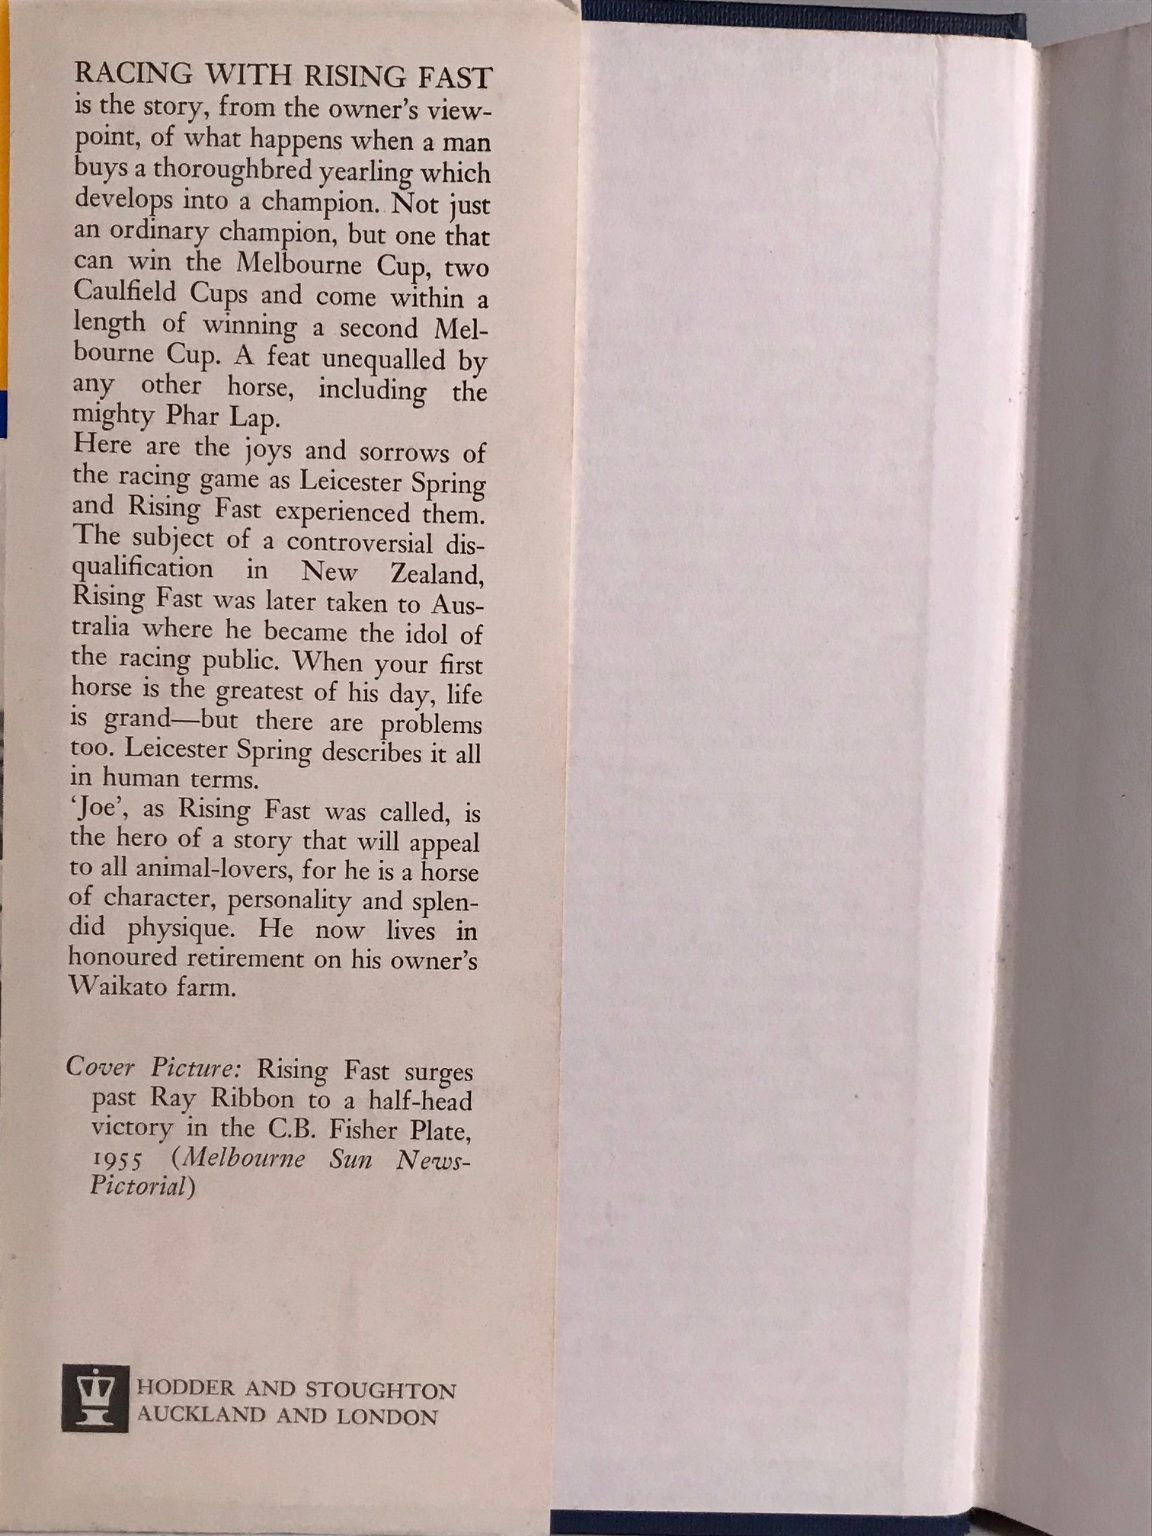 RACING WITH RISING FAST
is the story, from the owner's view-
point, of what happens when a man
buys a thoroughbred yearling which
develops into a champion. Not just
an ordinary champion, but one that
can win the Melbourne Cup, two
Caulfield Cups and come within a
length of winning a second Mel-
bourne Cup. A feat unequalled by
any other horse, including the
mighty Phar Lap.
Here are the joys and sorrows of
the racing game as Leicester Spring
and Rising Fast experienced them.
The subject of a controversial dis-
qualification in New Zealand,
Rising Fast was later taken to Aus-
tralia where he became the idol of
the racing public. When your first
horse is the greatest of his day, life
is grand—but there are problems
too. Leicester Spring describes it all
in human terms.
‘Joe’, as Rising Fast was called, is
the hero of a story that will appeal
to all animal-lovers, for he is a horse
of character, personality and splen-
did physique. He now lives in
honoured retirement on his owner's
Waikato farm.
Cover Picture: Rising Fast surges
past Ray Ribbon to a half-head
victory in the C.B. Fisher Plate,
1955 (Melbourne Sun News-
Pictorial)
HODDER AND STOUGHTON
AUCKLAND AND LONDON